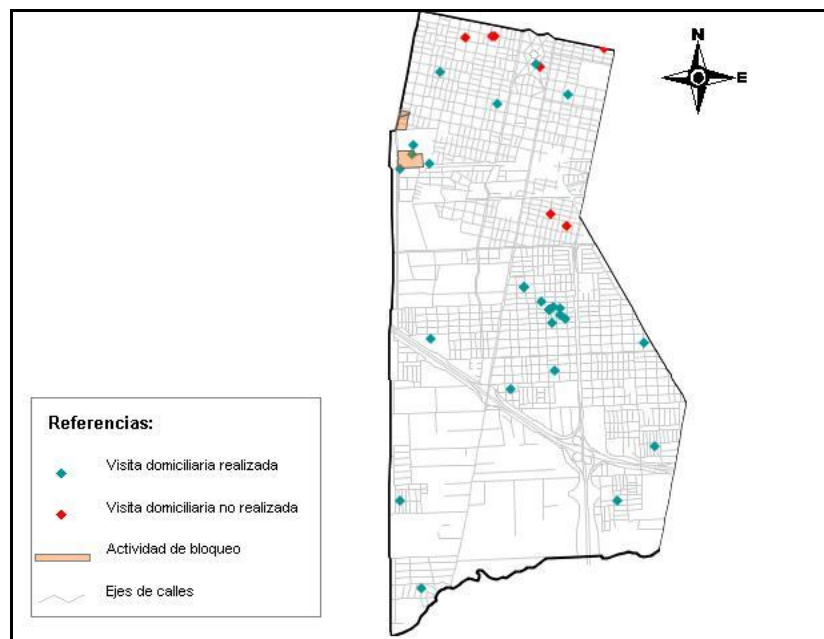 N
E
Referencias:
Visita domiciliaria realizada
Visita domiciliaria no realizada
Actividad de bloqueo
Ejes de calles